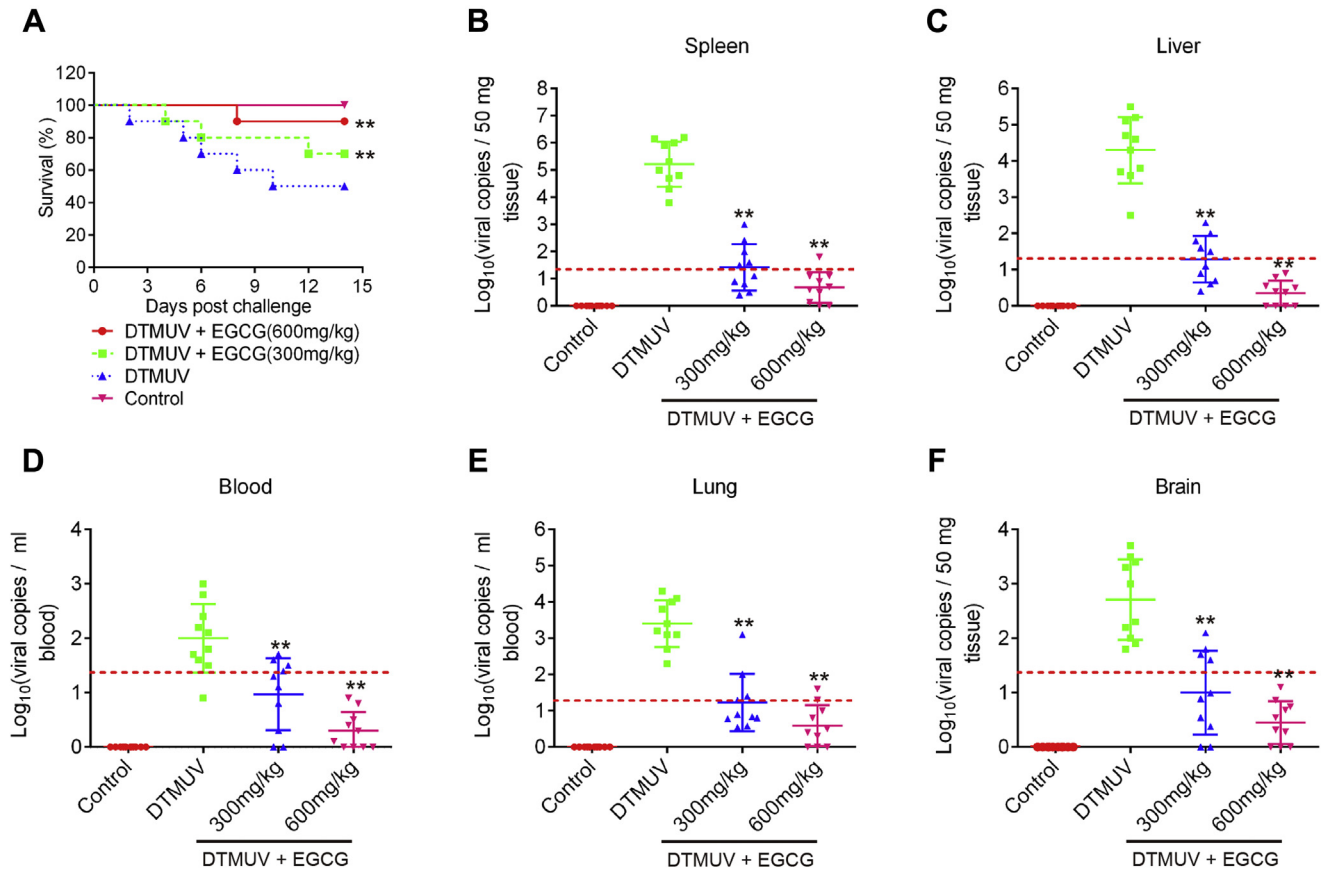 A
Survival (%)
120
100
80
60
40
20
0
0 3 6 9 12 15
**
**
Days post challenge
DTMUV + EGCG(600mg/kg)
DTMUV + EGCG(300mg/kg)
DTMUV
Control
B
Spleen
Log10(viral copies / 50 mg
tissue)
8
7
6
5
4
3
2
1
0
**
**
Control
DTMUV
300mg/kg
600mg/kg
DTMUV + EGCG
C
Liver
Log10(viral copies / 50 mg
tissue)
6
5
4
3
2
1
0
**
**
Control
DTMUV
300mg/kg
600mg/kg
DTMUV + EGCG
D
Blood
Log10(viral copies / ml
blood)
4
3
2
1
0
**
**
Control
DTMUV
300mg/kg
600mg/kg
DTMUV + EGCG
E
Lung
Log10(viral copies / ml
blood)
6
5
4
3
2
1
0
**
**
Control
DTMUV
300mg/kg
600mg/kg
DTMUV + EGCG
F
Brain
Log10(viral copies / 50 mg
tissue)
4
3
2
1
0
**
**
Control
DTMUV
300mg/kg
600mg/kg
DTMUV + EGCG